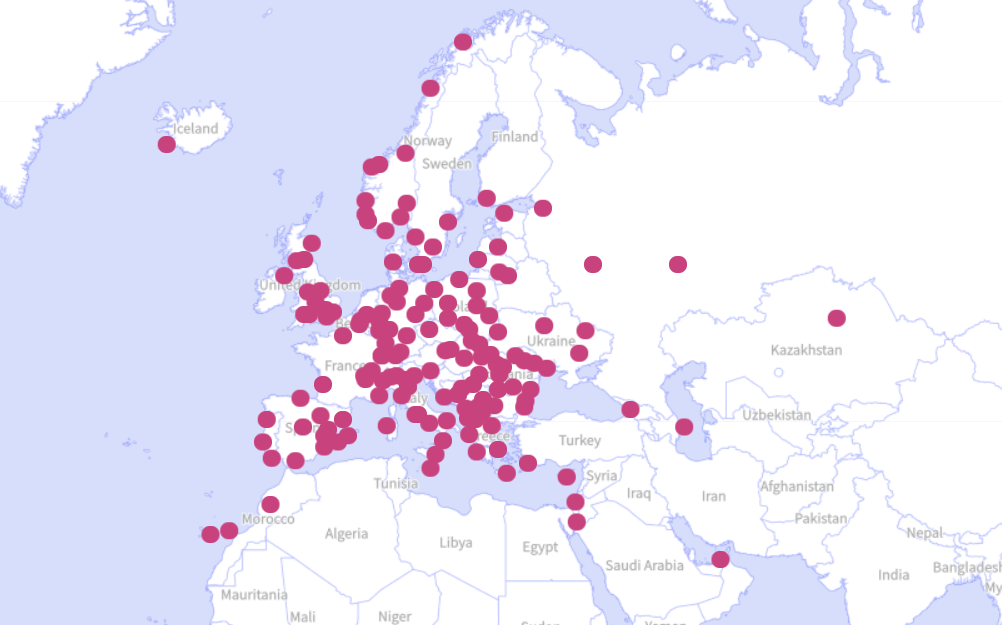 Iceland
Norway
Finland
Sweden
United Kingdom
Ukraine
France
Kazakhstan
Uzbekistan
Turkey
Tunisia
Syria
Iraq
Iran
Afghanistan
Pakistan
Morocco
Algeria
Libya
Egypt
Saudi Arabia
Nepal
India
Bangladesh
Mauritania
Mali
Niger